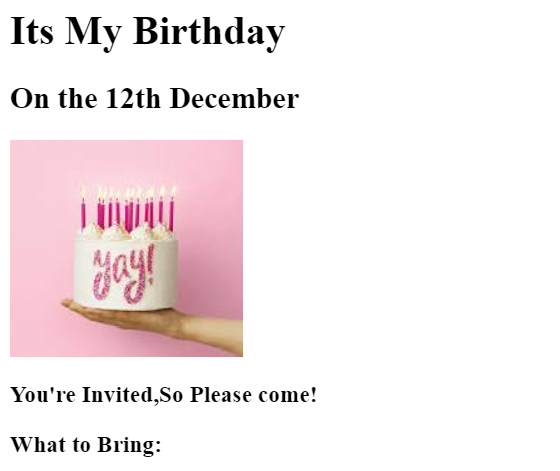 Its My Birthday
On the 12th December
yay!
You're Invited,So Please come!
What to Bring: